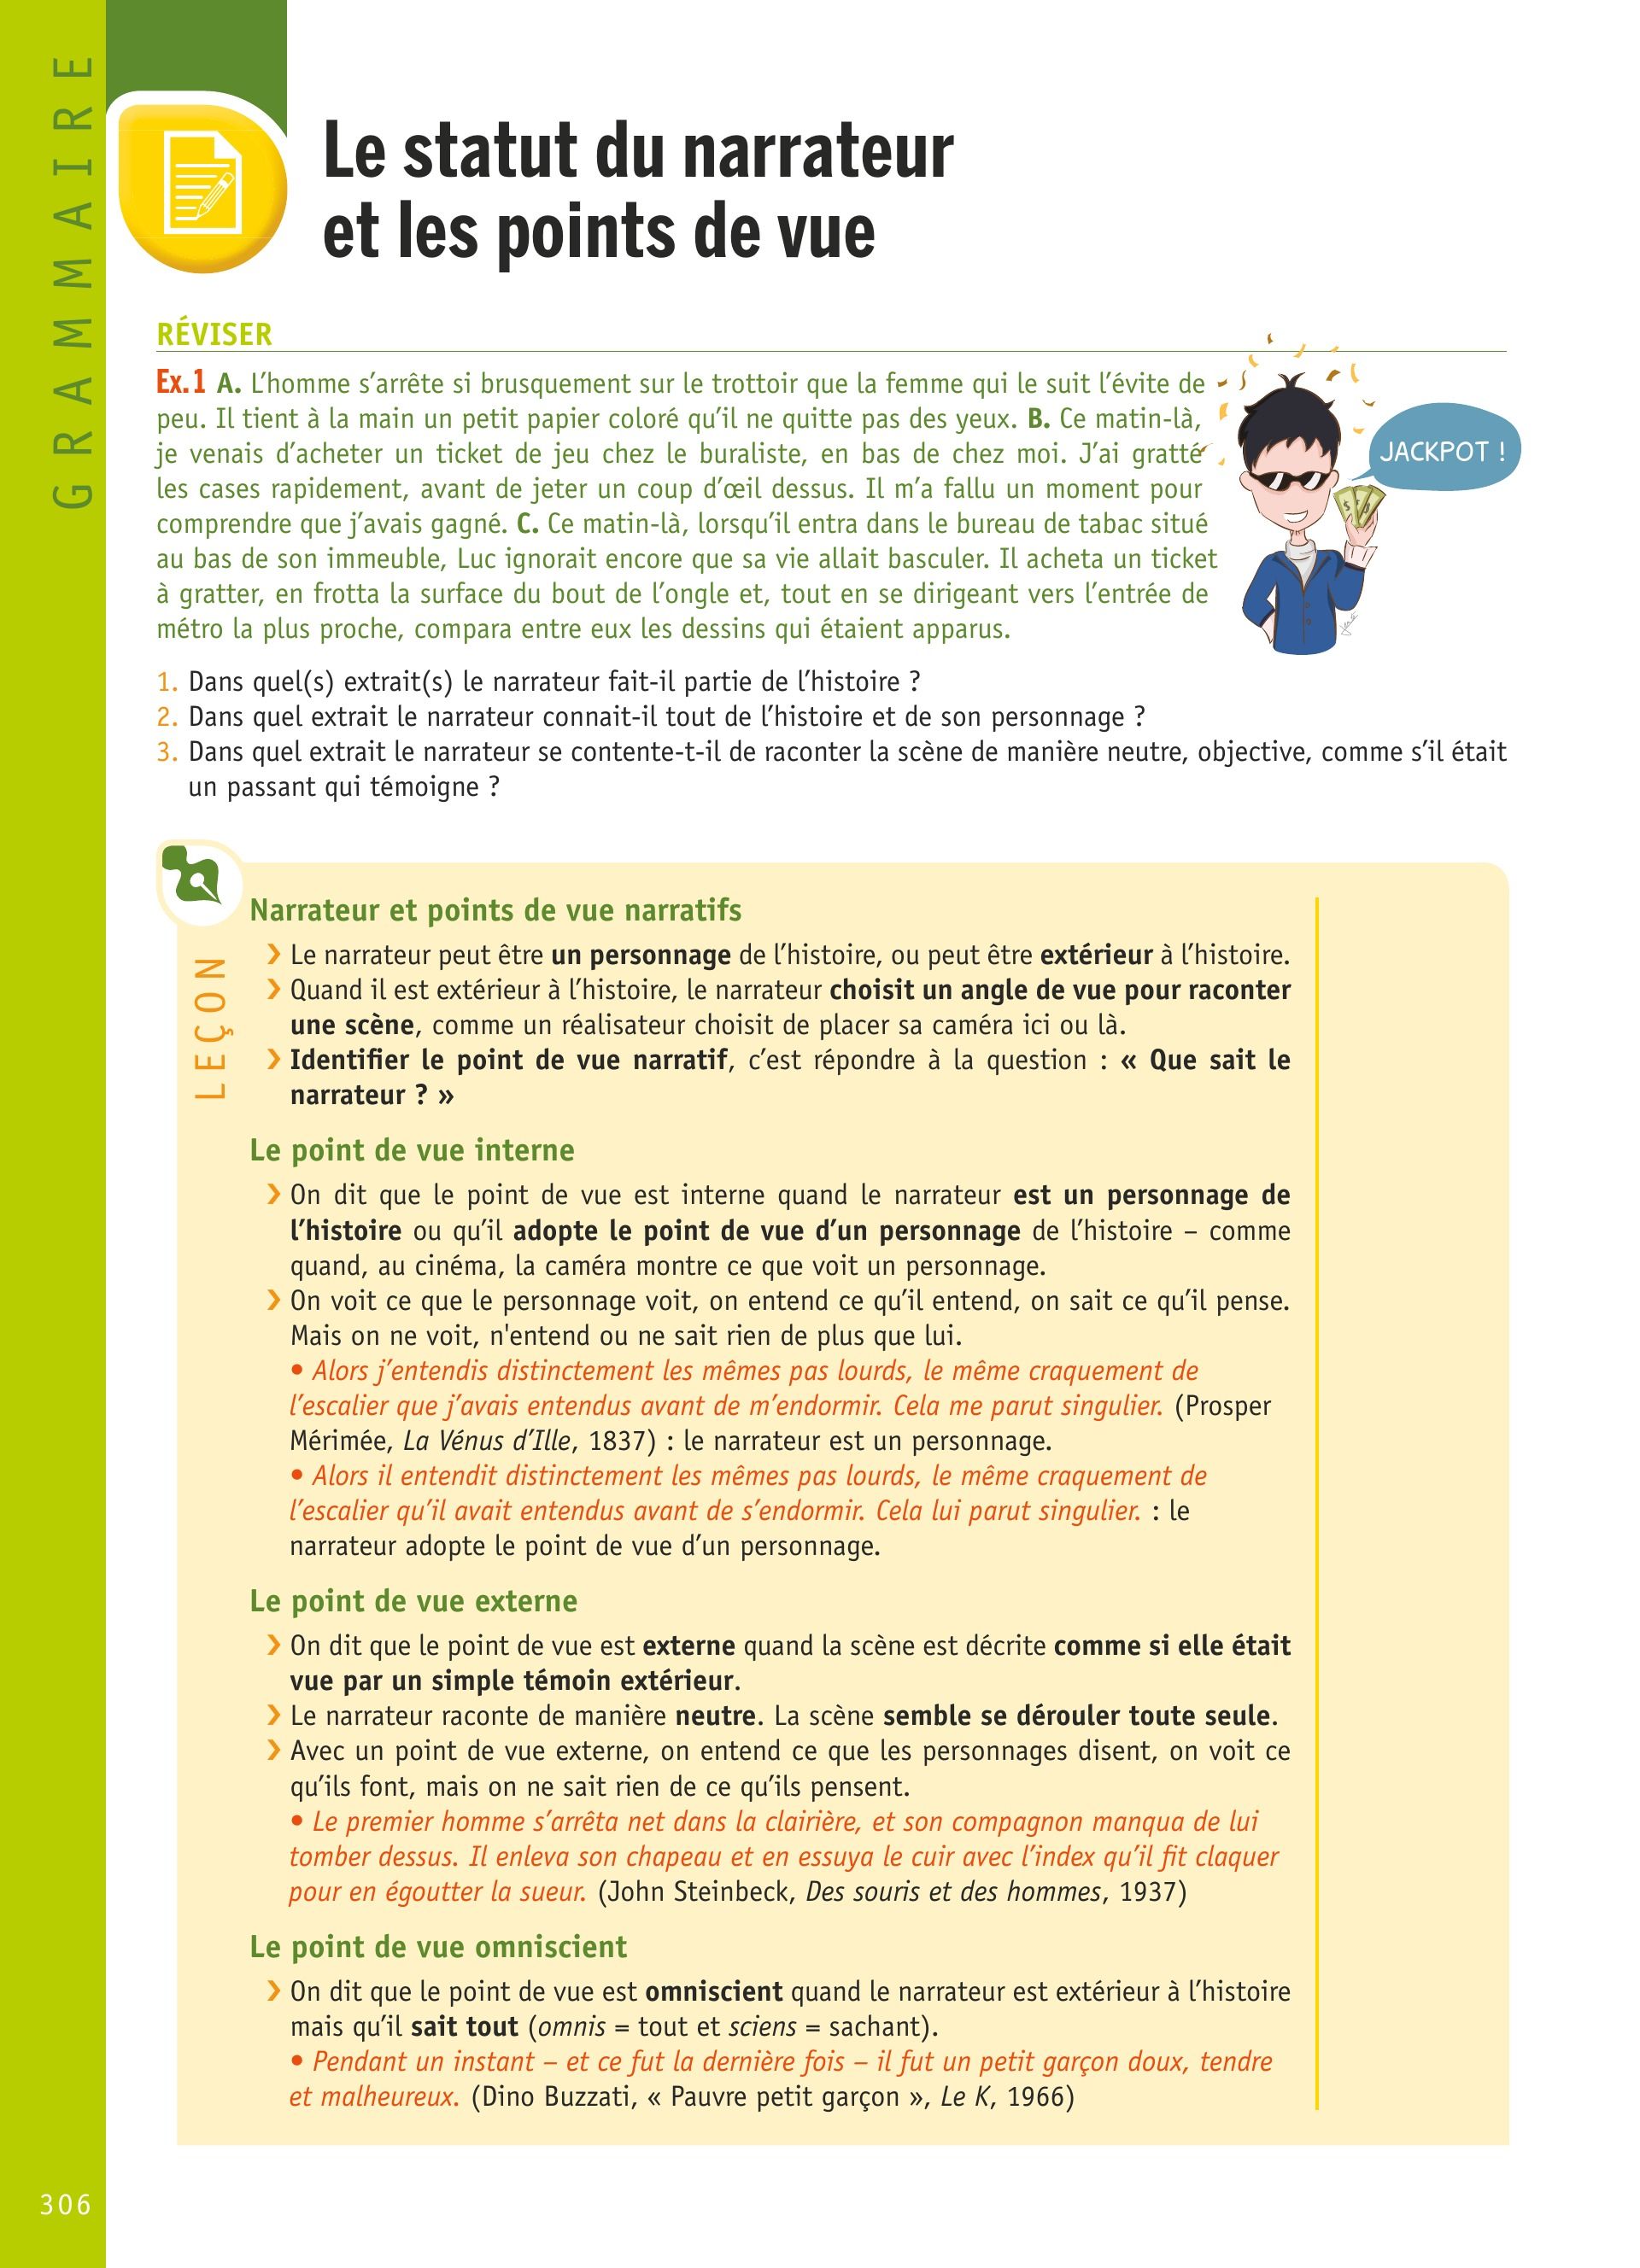 GRAMMAIRE
Le statut du narrateur
et les points de vue
RÉVISER
Ex.1 A. L’homme s’arrête si brusquement sur le trottoir que la femme qui le suit l’évite de
peu. Il tient à la main un petit papier coloré qu’il ne quitte pas des yeux. B. Ce matin-là,
je venais d’acheter un ticket de jeu chez le buraliste, en bas de chez moi. J’ai gratté
les cases rapidement, avant de jeter un coup d’œil dessus. Il m’a fallu un moment pour
comprendre que j’avais gagné. C. Ce matin-là, lorsqu’il entra dans le bureau de tabac situé
au bas de son immeuble, Luc ignorait encore que sa vie allait basculer. Il acheta un ticket
à gratter, en frotta la surface du bout de l’ongle et, tout en se dirigeant vers l’entrée de
métro la plus proche, compara entre eux les dessins qui étaient apparus.
JACKPOT !
1. Dans quel(s) extrait(s) le narrateur fait-il partie de l’histoire ?
2. Dans quel extrait le narrateur connait-il tout de l’histoire et de son personnage ?
3. Dans quel extrait le narrateur se contente-t-il de raconter la scène de manière neutre, objective, comme s’il était
un passant qui témoigne ?
LEÇON
Narrateur et points de vue narratifs
❯ Le narrateur peut être un personnage de l’histoire, ou peut être extérieur à l’histoire.
❯ Quand il est extérieur à l’histoire, le narrateur choisit un angle de vue pour raconter
une scène, comme un réalisateur choisit de placer sa caméra ici ou là.
❯ Identifier le point de vue narratif, c’est répondre à la question : « Que sait le
narrateur ? »
Le point de vue interne
❯ On dit que le point de vue est interne quand le narrateur est un personnage de
l’histoire ou qu’il adopte le point de vue d’un personnage de l’histoire – comme
quand, au cinéma, la caméra montre ce que voit un personnage.
❯ On voit ce que le personnage voit, on entend ce qu’il entend, on sait ce qu’il pense.
Mais on ne voit, n'entend ou ne sait rien de plus que lui.
• Alors j’entendis distinctement les mêmes pas lourds, le même craquement de
l’escalier que j’avais entendus avant de m’endormir. Cela me parut singulier. (Prosper
Mérimée, La Vénus d’Ille, 1837) : le narrateur est un personnage.
• Alors il entendit distinctement les mêmes pas lourds, le même craquement de
l’escalier qu’il avait entendus avant de s’endormir. Cela lui parut singulier. : le
narrateur adopte le point de vue d’un personnage.
Le point de vue externe
❯ On dit que le point de vue est externe quand la scène est décrite comme si elle était
vue par un simple témoin extérieur.
❯ Le narrateur raconte de manière neutre. La scène semble se dérouler toute seule.
❯ Avec un point de vue externe, on entend ce que les personnages disent, on voit ce
qu’ils font, mais on ne sait rien de ce qu’ils pensent.
• Le premier homme s’arrêta net dans la clairière, et son compagnon manqua de lui
tomber dessus. Il enleva son chapeau et en essuya le cuir avec l’index qu’il fit claquer
pour en égoutter la sueur. (John Steinbeck, Des souris et des hommes, 1937)
Le point de vue omniscient
❯ On dit que le point de vue est omniscient quand le narrateur est extérieur à l’histoire
mais qu’il sait tout (omnis = tout et sciens = sachant).
• Pendant un instant – et ce fut la dernière fois – il fut un petit garçon doux, tendre
et malheureux. (Dino Buzzati, « Pauvre petit garçon », Le K, 1966)
306